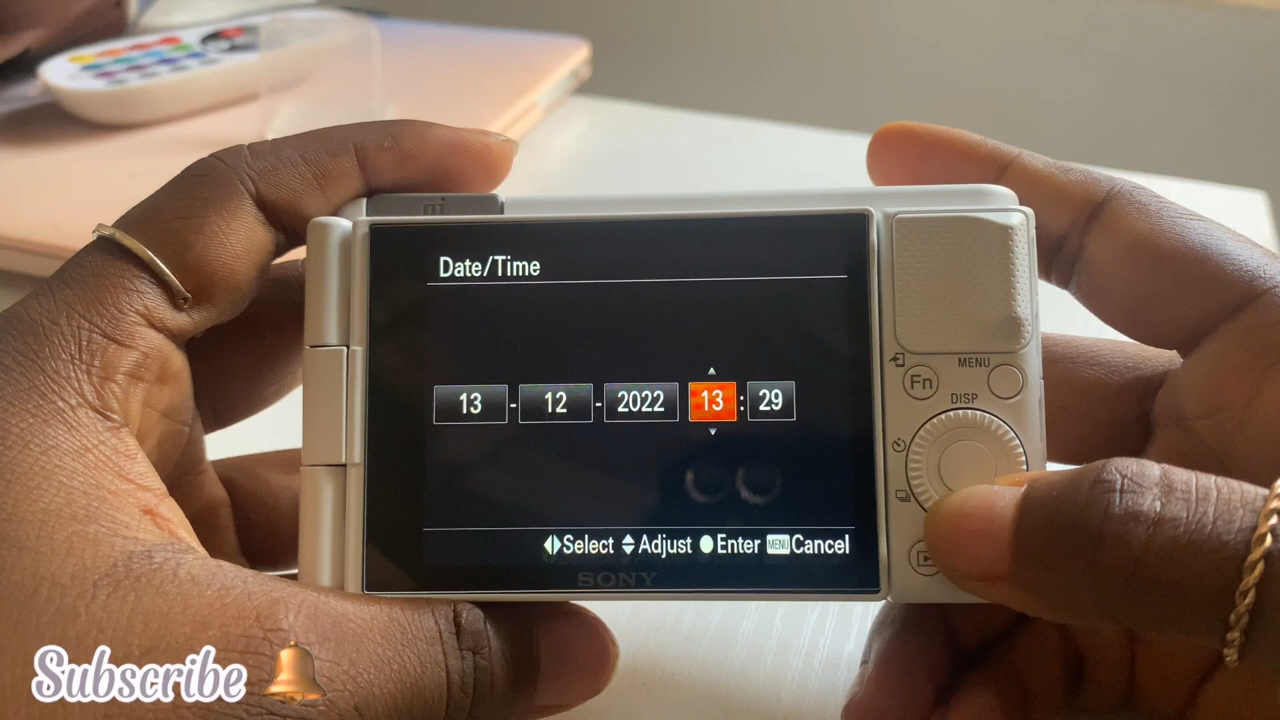 Date/Time
13 - 12 - 2022 13 : 29
Select Adjust Enter MENU Cancel
SONY
MENU
Fn
DISP
Subscribe